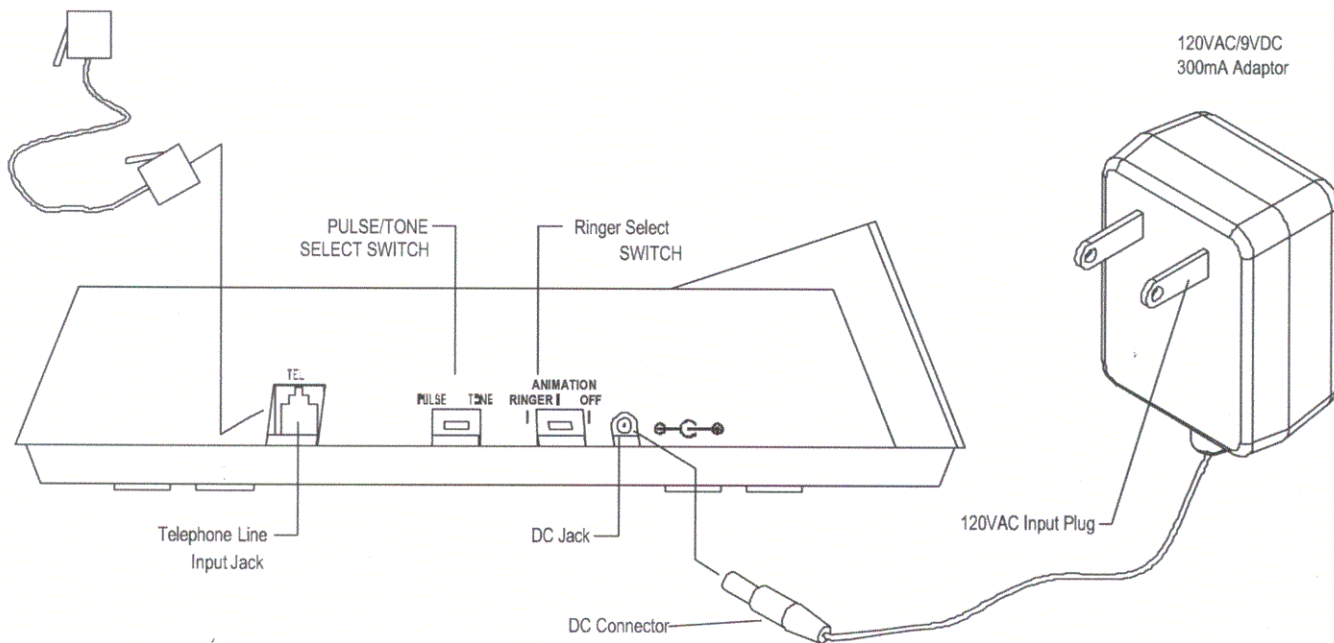 120VAC/9VDC
300mA Adaptor
PULSE/TONE
SELECT SWITCH
Ringer Select
SWITCH
TEL
PULSE TONE
ANIMATION
RINGER OFF
Telephone Line
Input Jack
DC Jack
120VAC Input Plug
DC Connector